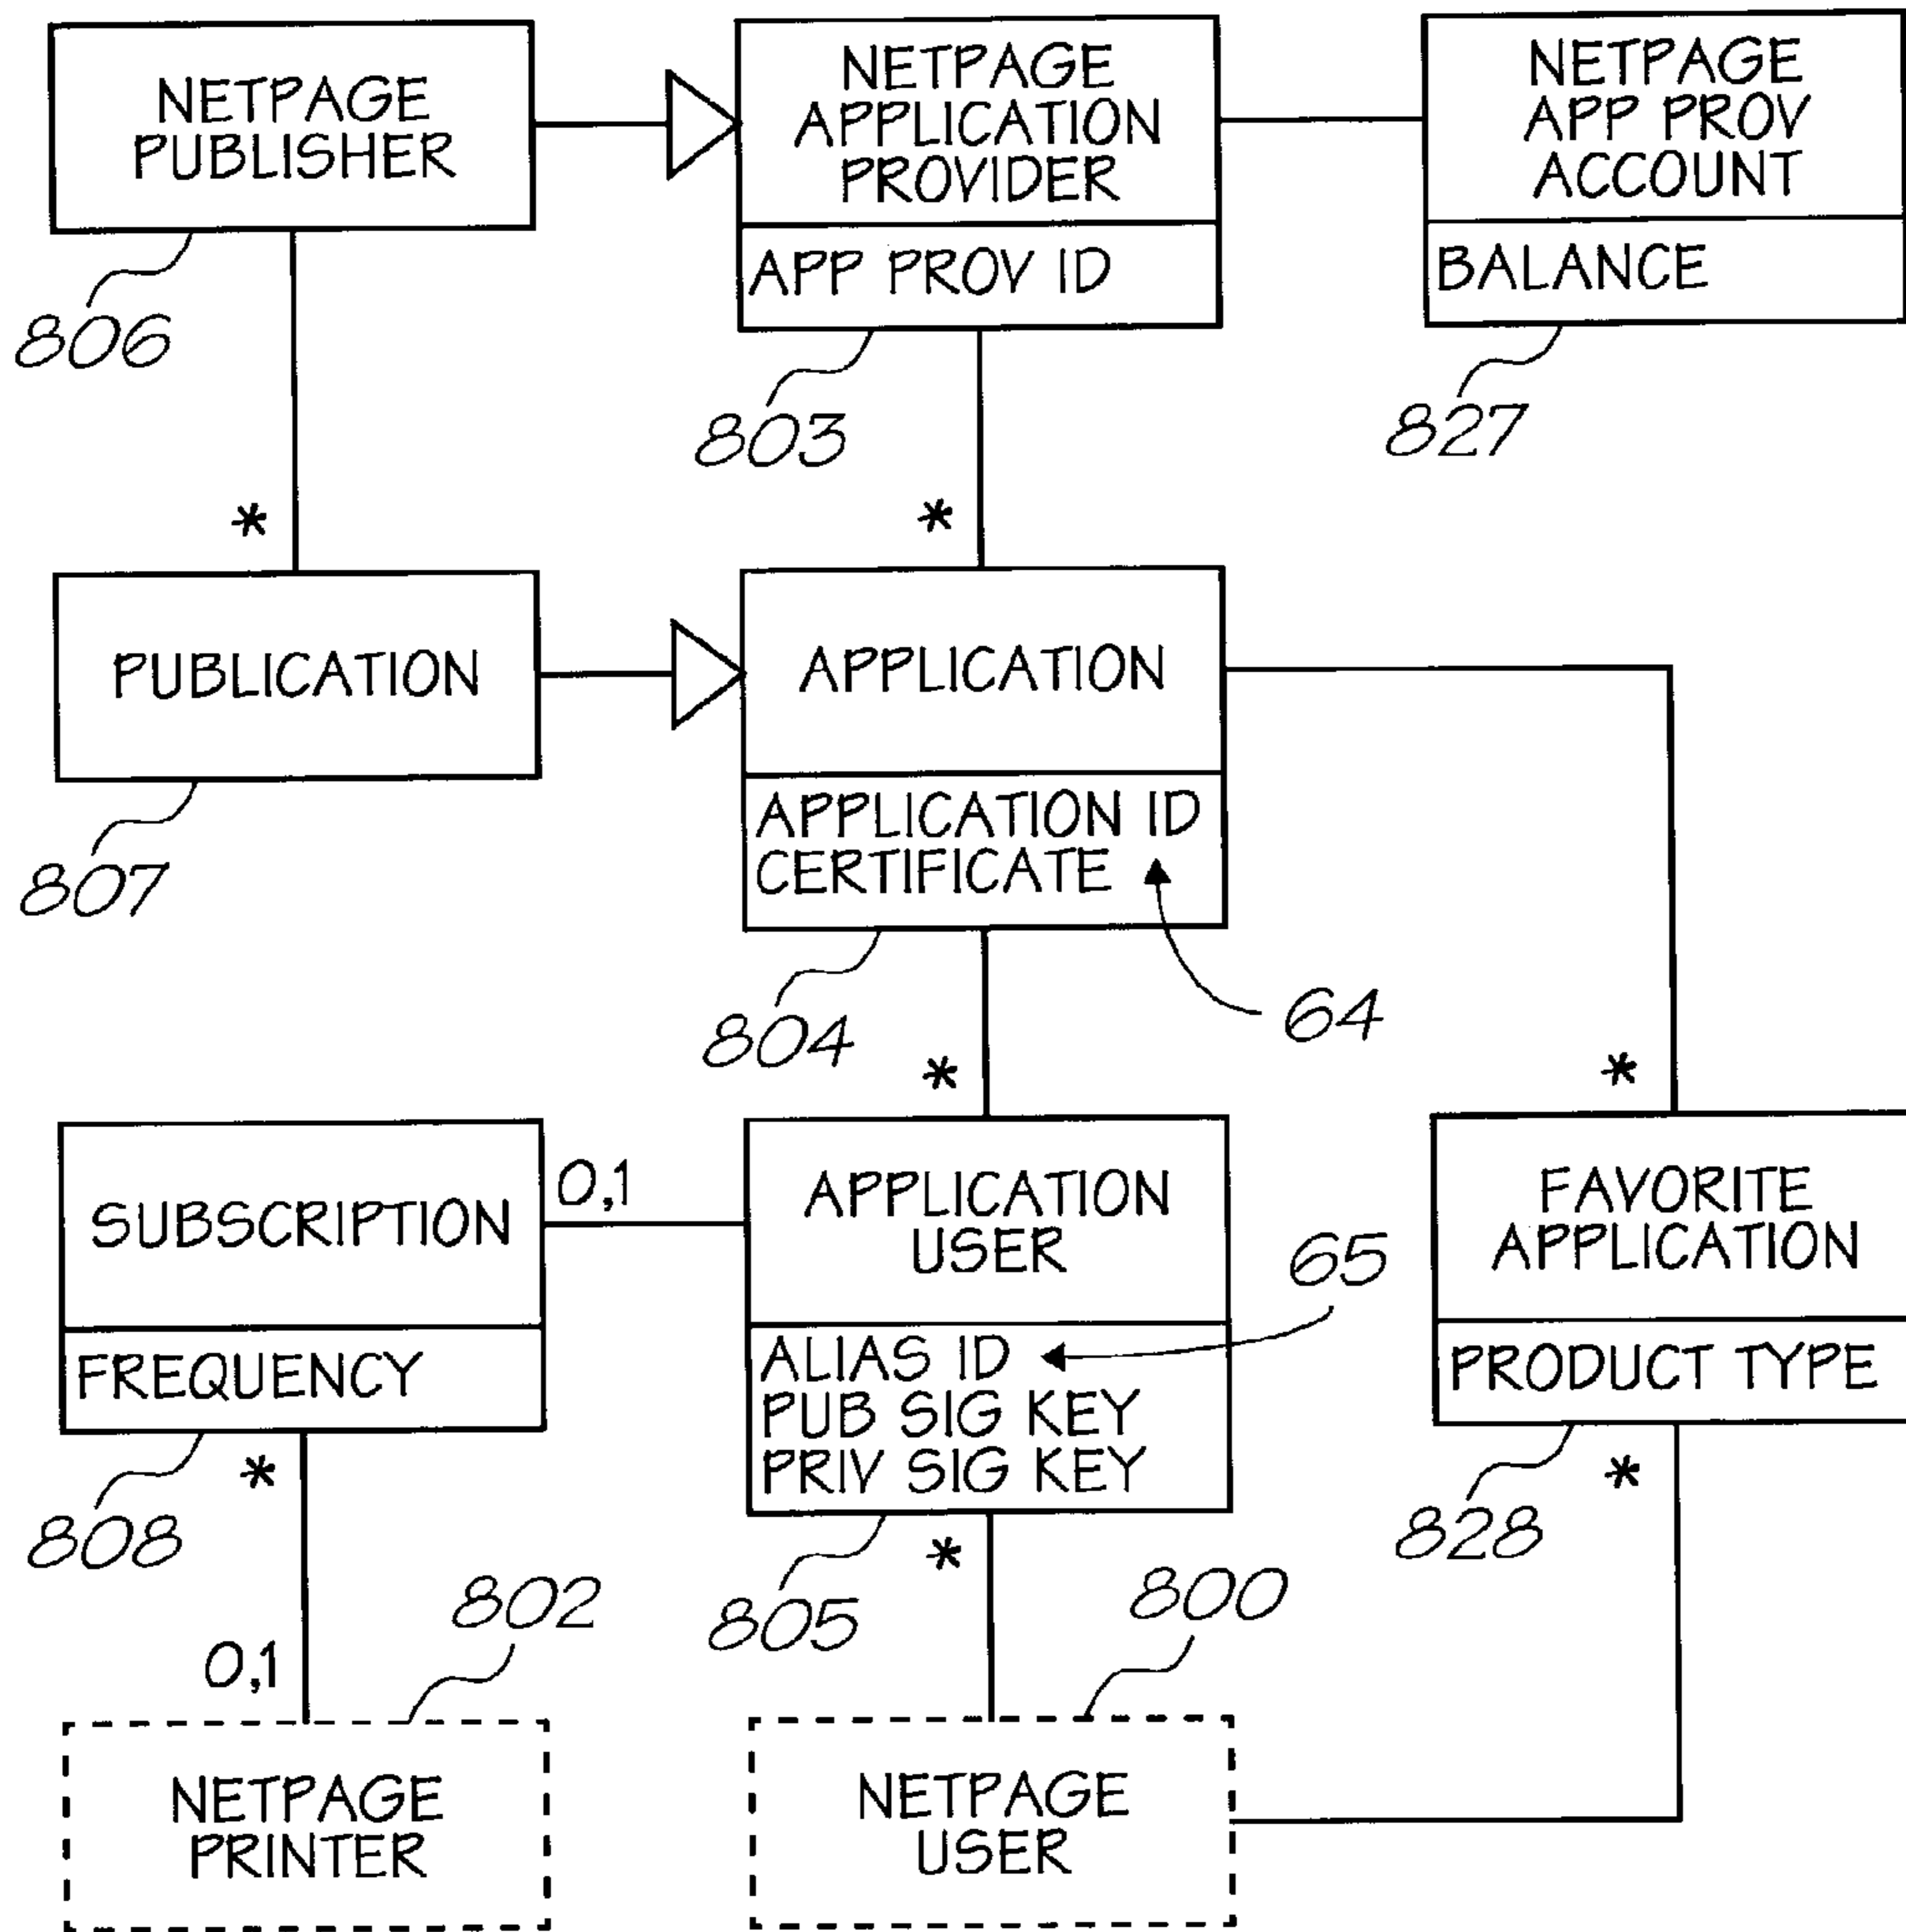 NETPAGE
PUBLISHER
806
NETPAGE
APPLICATION
PROVIDER
APP PROV ID
803
NETPAGE
APP PROV
ACCOUNT
BALANCE
827
*
*
PUBLICATION
807
APPLICATION
APPLICATION ID
CERTIFICATE
64
804
*
*
SUBSCRIPTION
0,1
FREQUENCY
808
*
APPLICATION
USER
ALIAS ID
PUB SIG KEY
PRIV SIG KEY
65
805
*
FAVORITE
APPLICATION
PRODUCT TYPE
828
*
0,1
802
NETPAGE
PRINTER
800
NETPAGE
USER